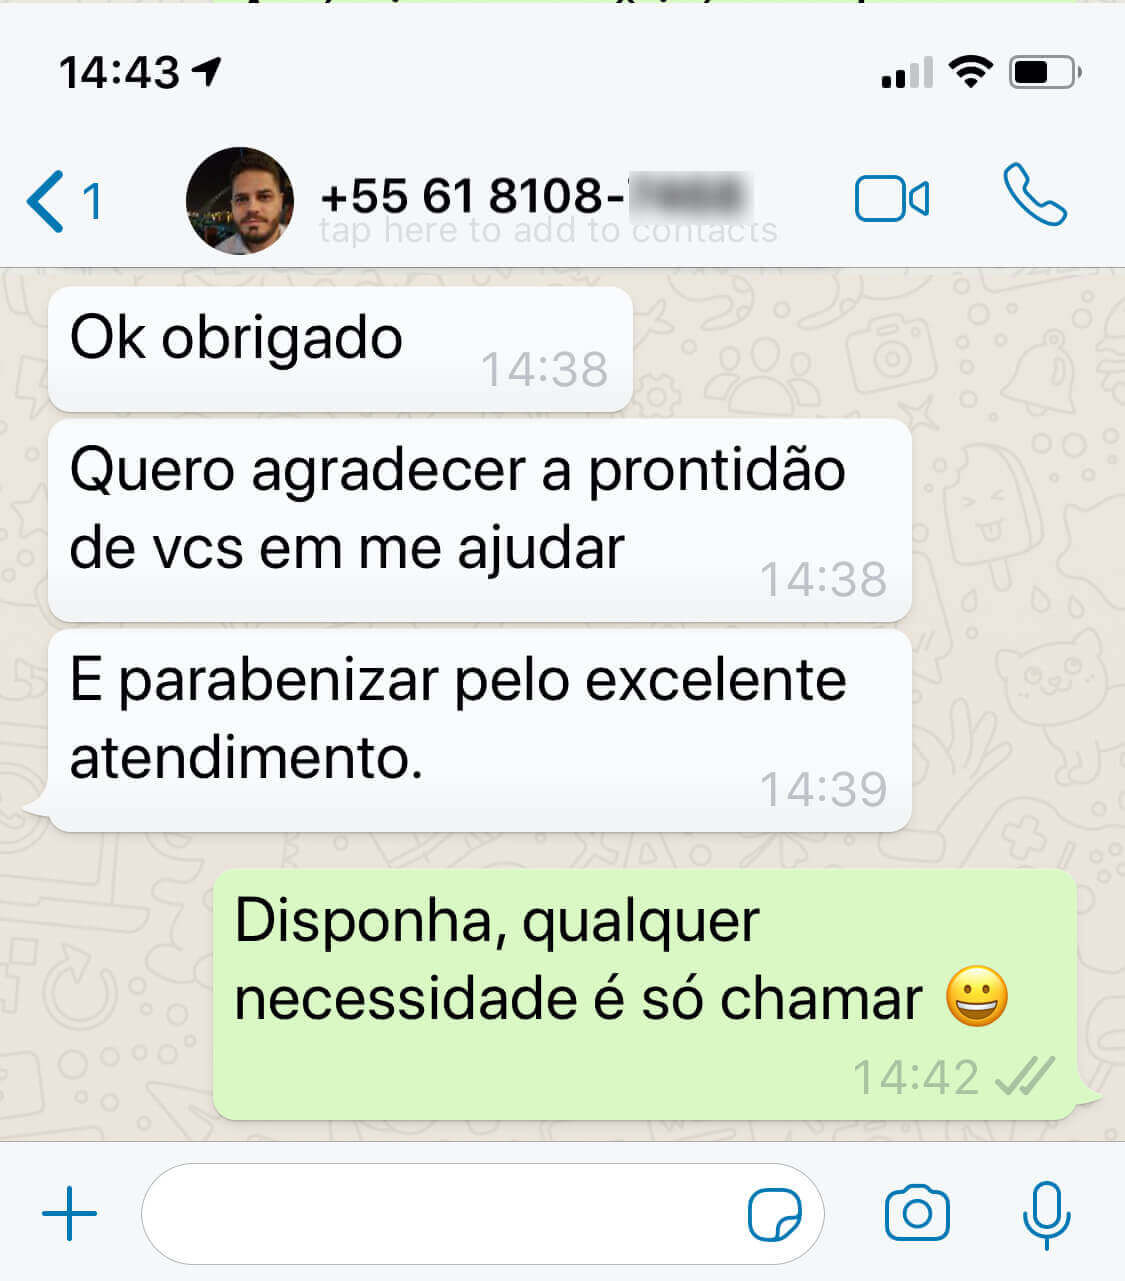 14:43
1
+55 61 8108-
tap here to add to contacts
Ok obrigado
14:38
Quero agradecer a prontidão
de vcs em me ajudar
14:38
E parabenizar pelo excelente
atendimento.
14:39
Disponha, qualquer
necessidade é só chamar 😀
14:42